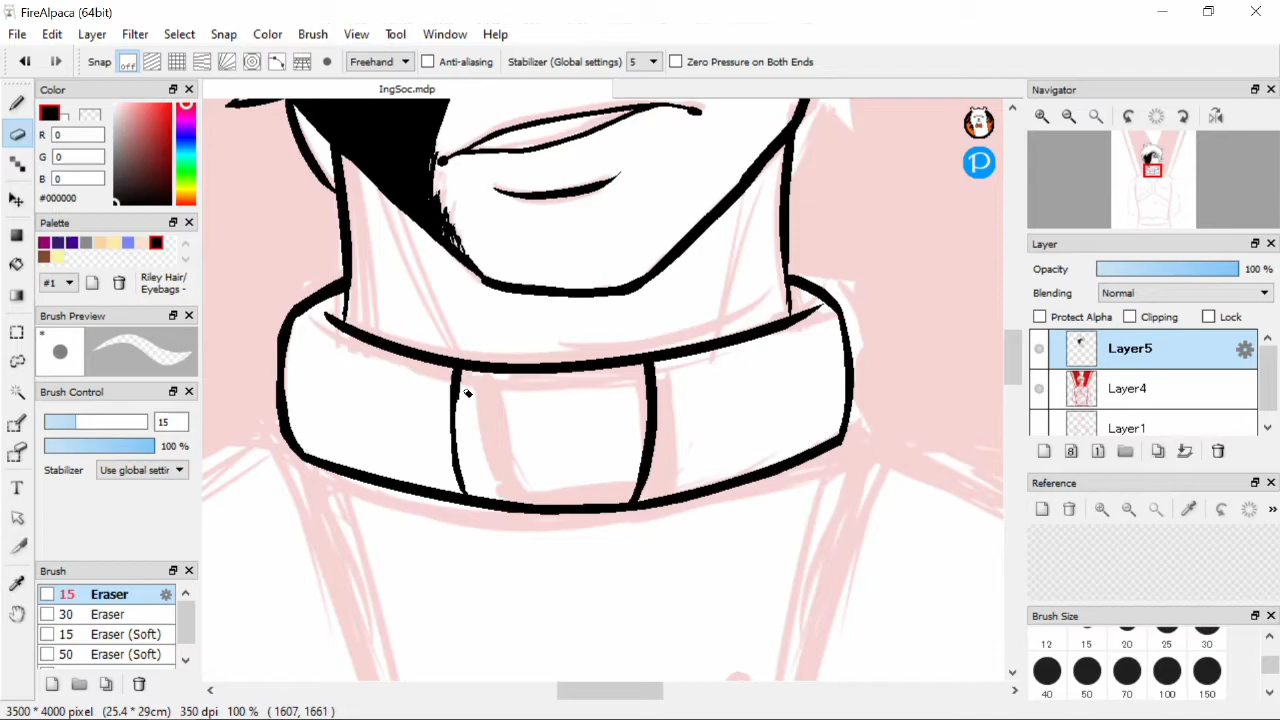 FireAlpaca (64bit)
File Edit Layer Filter Select Snap Color Brush View Tool Window Help
Snap off Freehand Anti-aliasing Stabilizer (Global settings) 5 Zero Pressure on Both Ends
Color
R 0
G 0
B 0
#000000
Palette
#1 Riley Hair/
Eyebags -
Brush Preview
*
Brush Control
15
100 %
Stabilizer Use global settir
Brush
15 Eraser
30 Eraser
15 Eraser (Soft)
50 Eraser (Soft)
IngSoc.mdp
P
Navigator
Layer
Opacity 100 %
Blending Normal
Protect Alpha Clipping Lock
Layer5
Layer4
Layer1
8 1
Reference
»
Brush Size
12 15 20 25 30
40 50 70 100 150
3500 * 4000 pixel (25.4 * 29cm) 350 dpi 100 % ( 1607, 1661 )